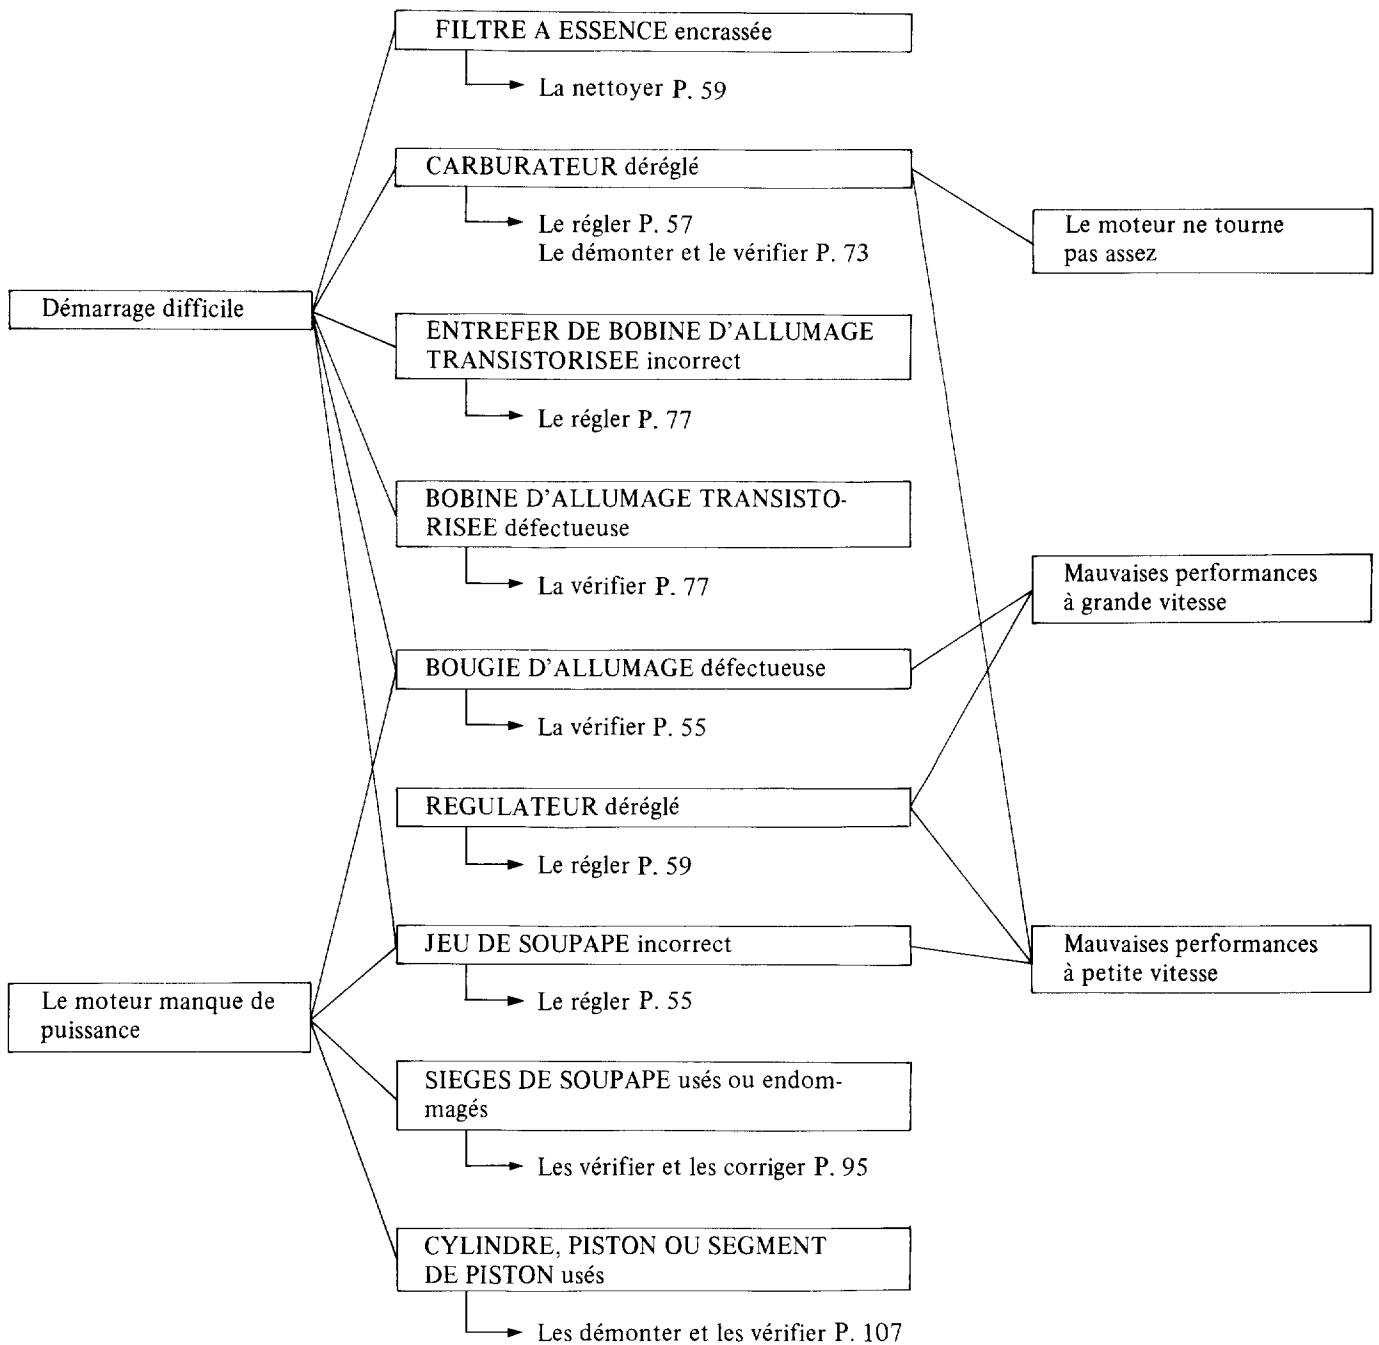 FILTRE A ESSENCE encrassée
La nettoyer P. 59
CARBURATEUR déréglé
Le régler P. 57
Le démonter et le vérifier P. 73
Le moteur ne tourne
pas assez
Démarrage difficile
ENTREFER DE BOBINE D'ALLUMAGE
TRANSISTORISEE incorrect
Le régler P. 77
BOBINE D'ALLUMAGE TRANSISTO-
RISEE défectueuse
La vérifier P. 77
Mauvaises performances
à grande vitesse
BOUGIE D'ALLUMAGE défectueuse
La vérifier P. 55
REGULATEUR déréglé
Le régler P. 59
JEU DE SOUPAPE incorrect
Le régler P. 55
Mauvaises performances
à petite vitesse
Le moteur manque de
puissance
SIEGES DE SOUPAPE usés ou endom-
magés
Les vérifier et les corriger P. 95
CYLINDRE, PISTON OU SEGMENT
DE PISTON usés
Les démonter et les vérifier P. 107